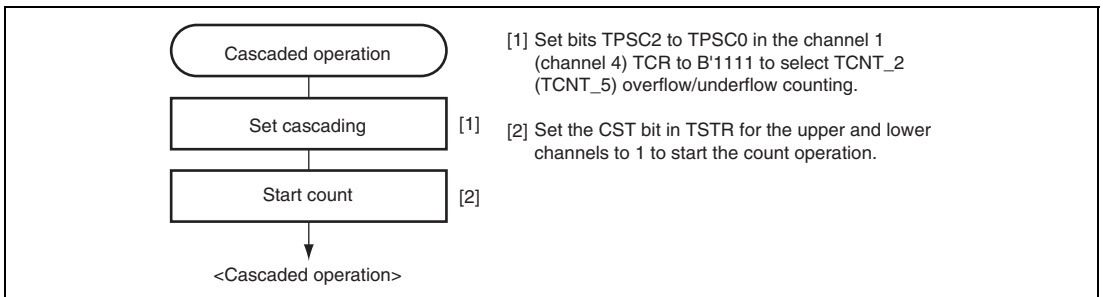 Cascaded operation
Set cascading
[1]
Start count
[2]
<Cascaded operation>
[1] Set bits TPSC2 to TPSC0 in the channel 1
(channel 4) TCR to B'1111 to select TCNT_2
(TCNT_5) overflow/underflow counting.
[2] Set the CST bit in TSTR for the upper and lower
channels to 1 to start the count operation.